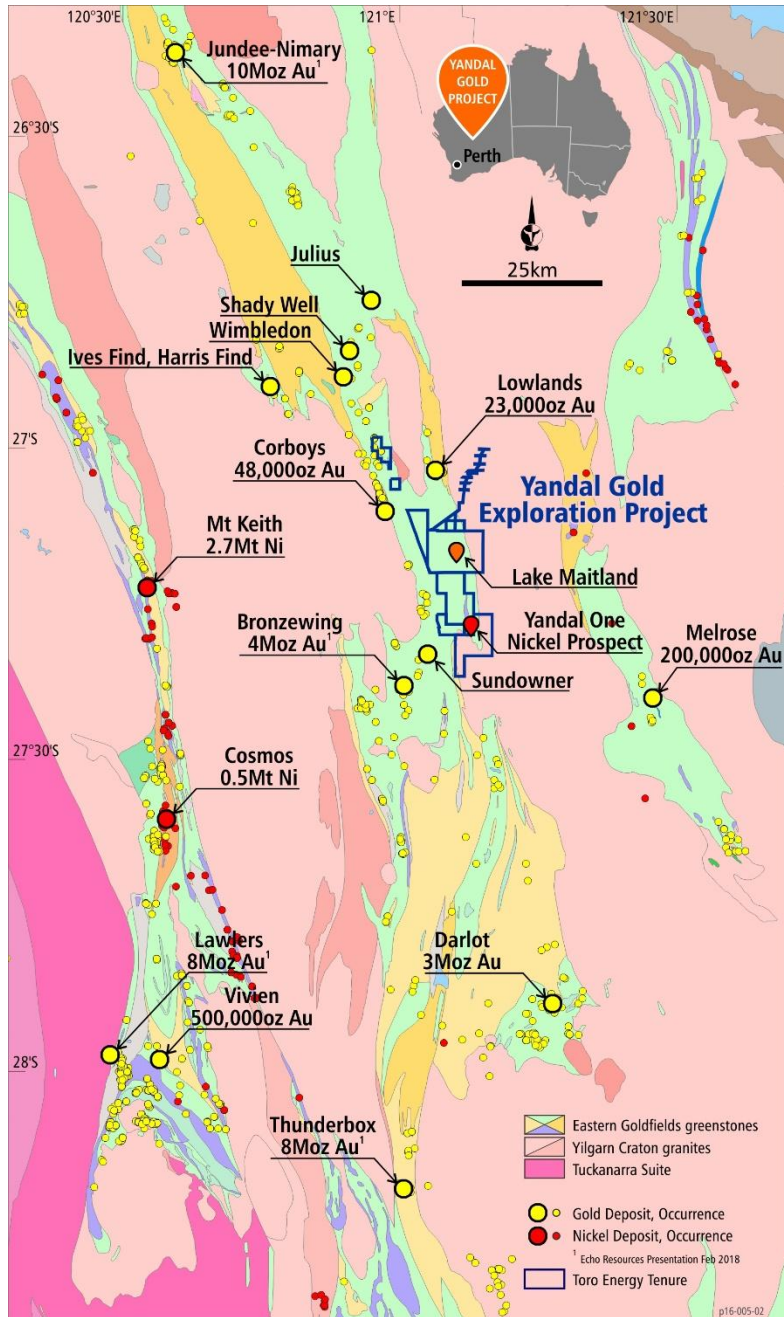 120°30'E
121°E
121°30'E
Jundee-Nimary
10Moz Au¹
YANDAL
GOLD
PROJECT
Perth
26°30'S
25km
Julius
Shady Well
Wimbledon
Ives Find, Harris Find
Lowlands
23,000oz Au
27°S
Corboys
48,000oz Au
Yandal Gold
Exploration Project
Mt Keith
2.7Mt Ni
Lake Maitland
Bronzewing
4Moz Au¹
Yandal One
Nickel Prospect
Melrose
200,000oz Au
Sundowner
27°30'S
Cosmos
0.5Mt Ni
Lawlers
8Moz Au¹
Darlot
3Moz Au
Vivien
500,000oz Au
28°S
Thunderbox
8Moz Au¹
Eastern Goldfields greenstones
Yilgarn Craton granites
Tuckanarra Suite
Gold Deposit, Occurrence
Nickel Deposit, Occurrence
¹ Echo Resources Presentation Feb 2018
Toro Energy Tenure
p16-005-02